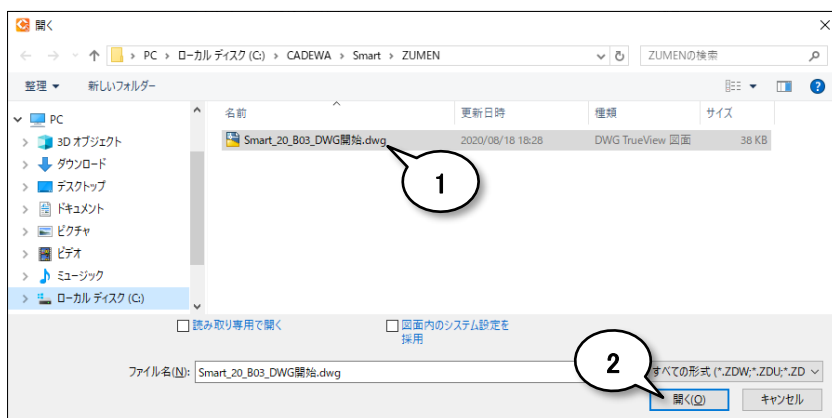 開く
PC > ローカル ディスク (C:) > CADEWA > Smart > ZUMEN
ZUMENの検索
整理 新しいフォルダー
名前 更新日時 種類 サイズ
PC
3D オブジェクト
ダウンロード
デスクトップ
ドキュメント
ピクチャ
ビデオ
ミュージック
ローカル ディスク (C:)
Smart_20_B03_DWG開始.dwg 2020/08/18 18:28 DWG TrueView 図面 38 KB
1
読み取り専用で開く
図面内のシステム設定を
採用
ファイル名(N): Smart_20_B03_DWG開始.dwg
すべての形式 (*.ZDW;*.ZDU;*.ZD
2
開く(O) キャンセル